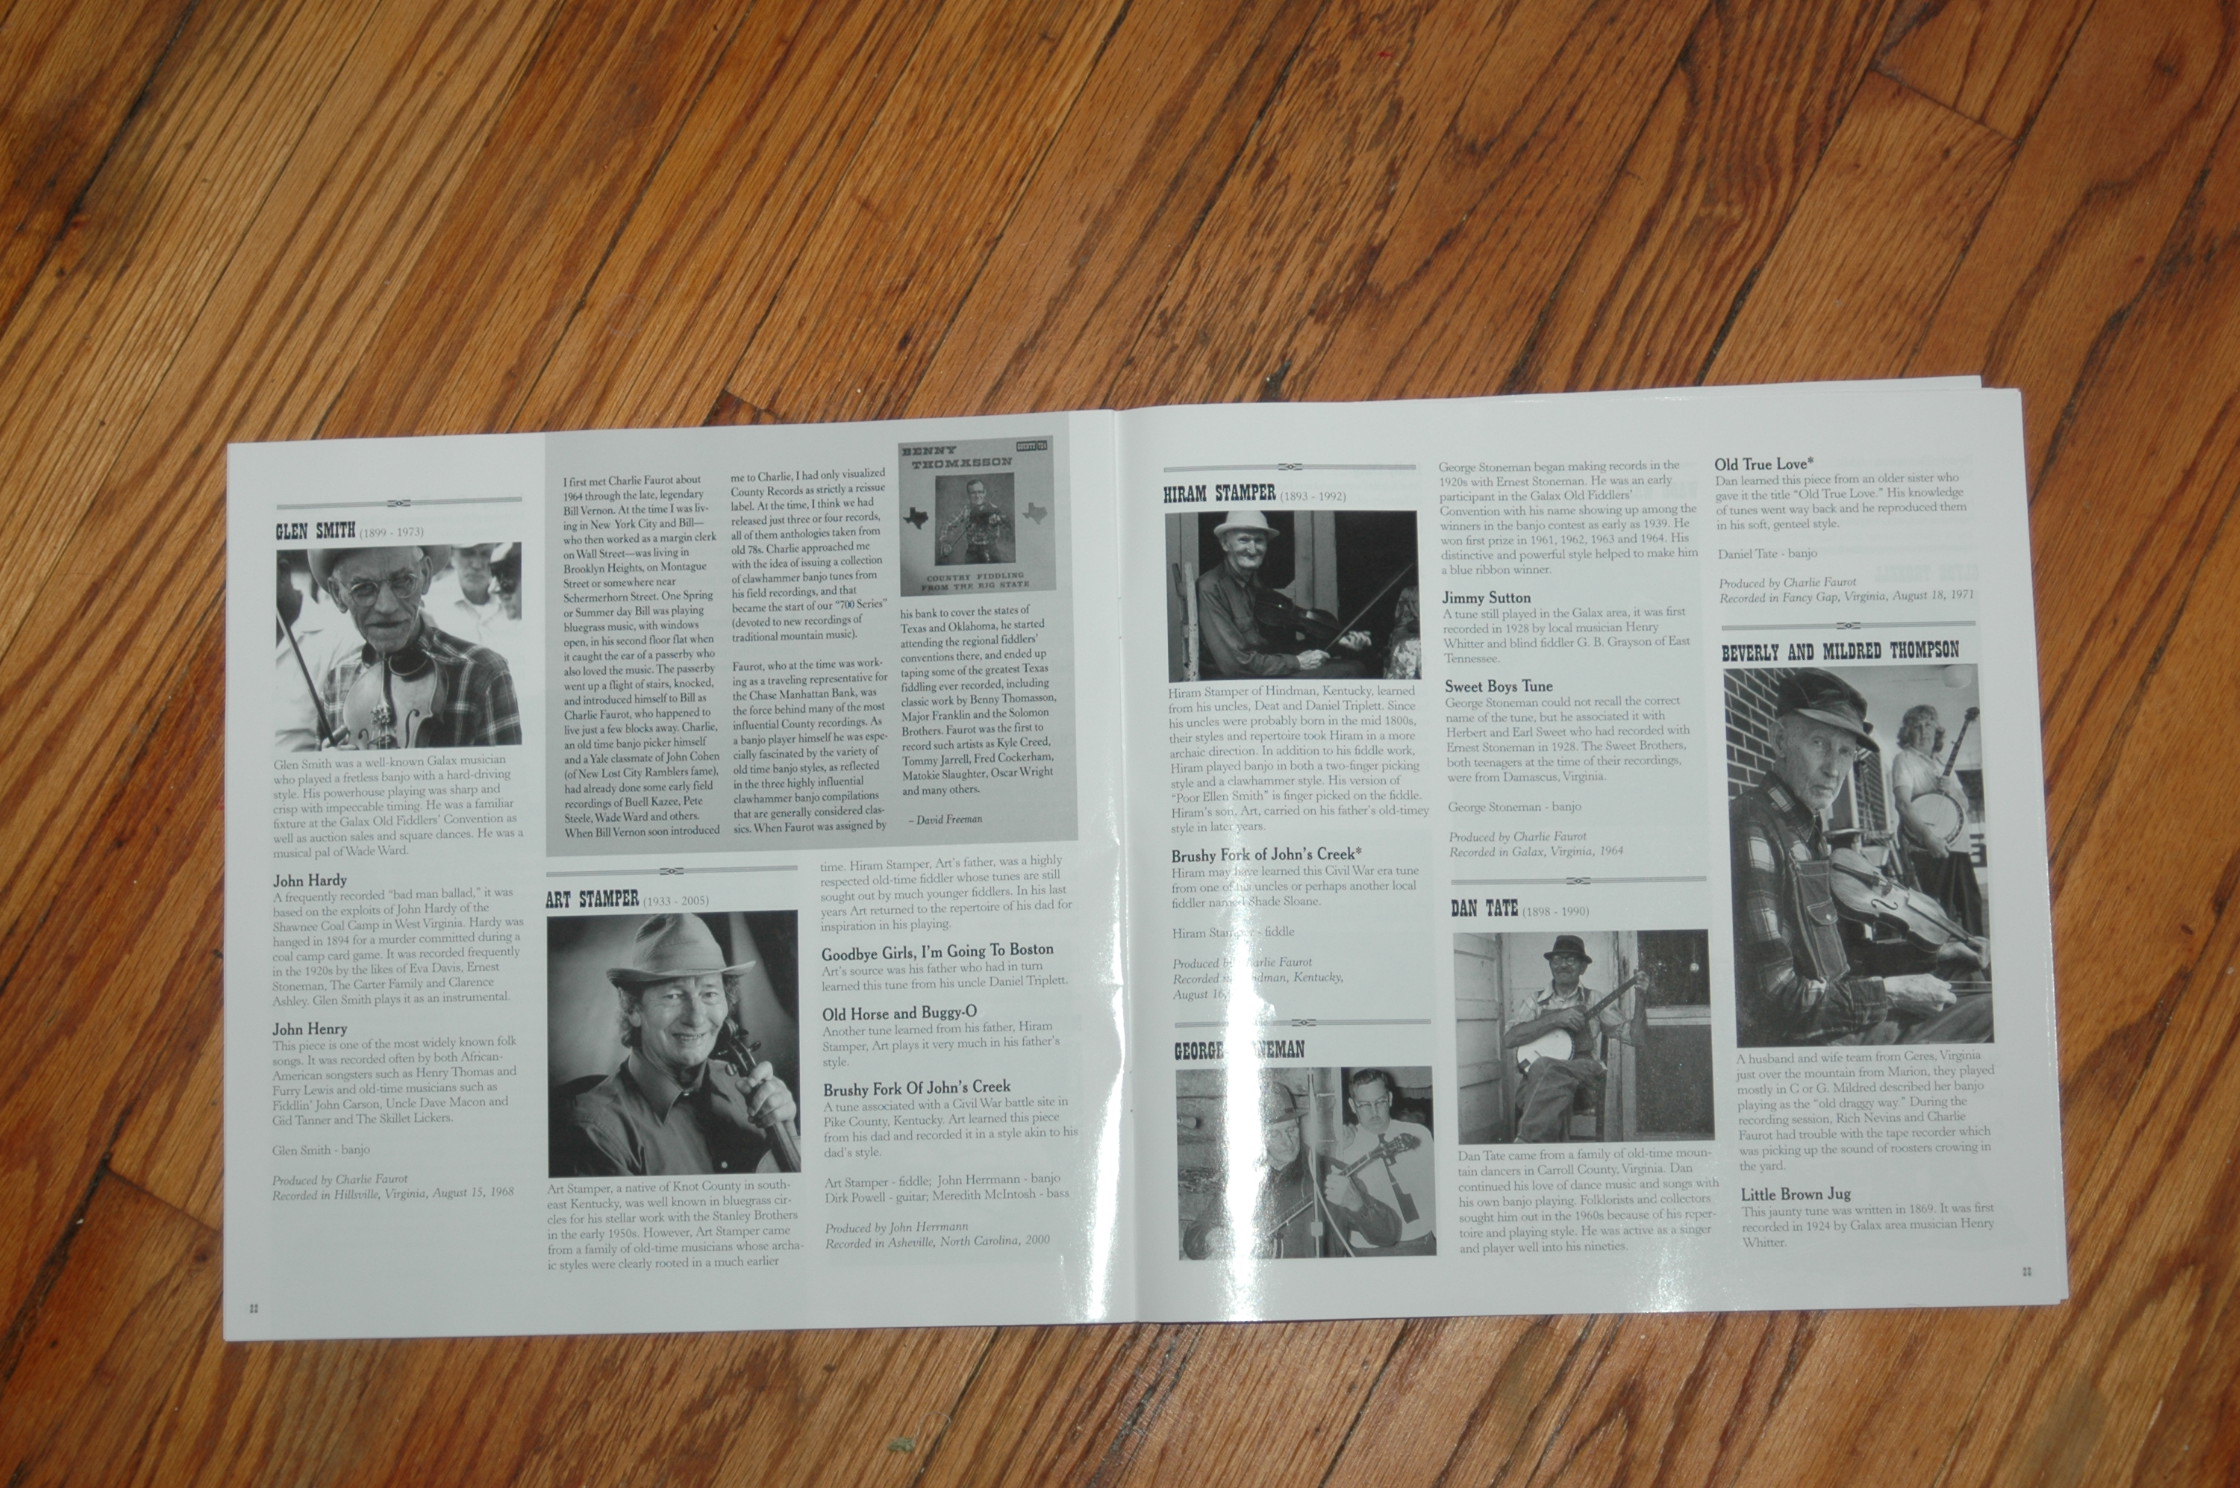 GLEN SMITH (1899 - 1973)
Glen Smith was a well-known Galax musician
who played a fretless banjo with a hard-driving
style. His powerhouse playing was sharp and
crisp with impeccable timing. He was a familiar
fixture at the Galax Old Fiddlers' Convention as
well as auction sales and square dances. He was a
musical pal of Wade Ward.
John Hardy
A frequently recorded "bad man ballad," it was
based on the exploits of John Hardy of the
Shawnee Coal Camp in West Virginia. Hardy was
hanged in 1894 for a murder committed during a
coal camp card game. It was recorded frequently
in the 1920s by the likes of Eva Davis, Ernest
Stoneman, The Carter Family and Clarence
Ashley. Glen Smith plays it as an instrumental.
John Henry
This piece is one of the most widely known folk
songs. It was recorded often by both African-
American songsters such as Henry Thomas and
Furry Lewis and old-time musicians such as
Fiddlin' John Carson, Uncle Dave Macon and
Gid Tanner and The Skillet Lickers.
Glen Smith - banjo
Produced by Charlie Faurot
Recorded in Hillsville, Virginia, August 15, 1968
I first met Charlie Faurot about
1964 through the late, legendary
Bill Vernon. At the time I was liv-
ing in New York City and Bill—
who then worked as a margin clerk
on Wall Street—was living in
Brooklyn Heights, on Montague
Street or somewhere near
Schermerhorn Street. One Spring
or Summer day Bill was playing
bluegrass music, with windows
open, in his second floor flat when
it caught the ear of a passerby who
also loved the music. The passerby
went up a flight of stairs, knocked,
and introduced himself to Bill as
Charlie Faurot, who happened to
live just a few blocks away. Charlie,
an old time banjo picker himself
and a Yale classmate of John Cohen
(of New Lost City Ramblers fame),
had already done some early field
recordings of Buell Kazee, Pete
Steele, Wade Ward and others.
When Bill Vernon soon introduced
me to Charlie, I had only visualized
County Records as strictly a reissue
label. At the time, I think we had
released just three or four records,
all of them anthologies taken from
old 78s. Charlie approached me
with the idea of issuing a collection
of clawhammer banjo tunes from
his field recordings, and that
became the start of our "700 Series"
(devoted to new recordings of
traditional mountain music).
Faurot, who at the time was work-
ing as a traveling representative for
the Chase Manhattan Bank, was
the force behind many of the most
influential County recordings. As
a banjo player himself he was espe-
cially fascinated by the variety of
old time banjo styles, as reflected
in the three highly influential
clawhammer banjo compilations
that are generally considered clas-
sics. When Faurot was assigned by
BENNY
THOMASSON
COUNTRY FIDDLING
FROM THE BIG STATE
his bank to cover the states of
Texas and Oklahoma, he started
attending the regional fiddlers'
conventions there, and ended up
taping some of the greatest Texas
fiddling ever recorded, including
classic work by Benny Thomasson,
Major Franklin and the Solomon
Brothers. Faurot was the first to
record such artists as Kyle Creed,
Tommy Jarrell, Fred Cockerham,
Matokie Slaughter, Oscar Wright
and many others.
– David Freeman
ART STAMPER (1933 - 2005)
Art Stamper, a native of Knot County in south-
east Kentucky, was well known in bluegrass cir-
cles for his stellar work with the Stanley Brothers
in the early 1950s. However, Art Stamper came
from a family of old-time musicians whose archa-
ic styles were clearly rooted in a much earlier
time. Hiram Stamper, Art's father, was a highly
respected old-time fiddler whose tunes are still
sought out by much younger fiddlers. In his last
years Art returned to the repertoire of his dad for
inspiration in his playing.
Goodbye Girls, I'm Going To Boston
Art's source was his father who had in turn
learned this tune from his uncle Daniel Triplett.
Old Horse and Buggy-O
Another tune learned from his father, Hiram
Stamper, Art plays it very much in his father's
style.
Brushy Fork Of John's Creek
A tune associated with a Civil War battle site in
Pike County, Kentucky. Art learned this piece
from his dad and recorded it in a style akin to his
dad's style.
Art Stamper - fiddle; John Herrmann - banjo
Dirk Powell - guitar; Meredith McIntosh - bass
Produced by John Herrmann
Recorded in Asheville, North Carolina, 2000
HIRAM STAMPER (1893 - 1992)
Hiram Stamper of Hindman, Kentucky, learned
from his uncles, Deat and Daniel Triplett. Since
his uncles were probably born in the mid 1800s,
their styles and repertoire took Hiram in a more
archaic direction. In addition to his fiddle work,
Hiram played banjo in both a two-finger picking
style and a clawhammer style. His version of
"Poor Ellen Smith" is finger picked on the fiddle.
Hiram's son, Art, carried on his father's old-timey
style in later years.
Brushy Fork of John's Creek*
Hiram may have learned this Civil War era tune
from one of his uncles or perhaps another local
fiddler named Shade Sloane.
Hiram Stamper - fiddle
Produced by Charlie Faurot
Recorded in Hindman, Kentucky,
August 16,
GEORGE STONEMAN
George Stoneman began making records in the
1920s with Ernest Stoneman. He was an early
participant in the Galax Old Fiddlers'
Convention with his name showing up among the
winners in the banjo contest as early as 1939. He
won first prize in 1961, 1962, 1963 and 1964. His
distinctive and powerful style helped to make him
a blue ribbon winner.
Jimmy Sutton
A tune still played in the Galax area, it was first
recorded in 1928 by local musician Henry
Whitter and blind fiddler G. B. Grayson of East
Tennessee.
Sweet Boys Tune
George Stoneman could not recall the correct
name of the tune, but he associated it with
Herbert and Earl Sweet who had recorded with
Ernest Stoneman in 1928. The Sweet Brothers,
both teenagers at the time of their recordings,
were from Damascus, Virginia.
George Stoneman - banjo
Produced by Charlie Faurot
Recorded in Galax, Virginia, 1964
DAN TATE (1898 - 1990)
Dan Tate came from a family of old-time moun-
tain dancers in Carroll County, Virginia. Dan
continued his love of dance music and songs with
his own banjo playing. Folklorists and collectors
sought him out in the 1960s because of his reper-
toire and playing style. He was active as a singer
and player well into his nineties.
Old True Love*
Dan learned this piece from an older sister who
gave it the title "Old True Love." His knowledge
of tunes went way back and he reproduced them
in his soft, genteel style.
Daniel Tate - banjo
Produced by Charlie Faurot
Recorded in Fancy Gap, Virginia, August 18, 1971
BEVERLY AND MILDRED THOMPSON
A husband and wife team from Ceres, Virginia
just over the mountain from Marion, they played
mostly in C or G. Mildred described her banjo
playing as the "old draggy way." During the
recording session, Rich Nevins and Charlie
Faurot had trouble with the tape recorder which
was picking up the sound of roosters crowing in
the yard.
Little Brown Jug
This jaunty tune was written in 1869. It was first
recorded in 1924 by Galax area musician Henry
Whitter.